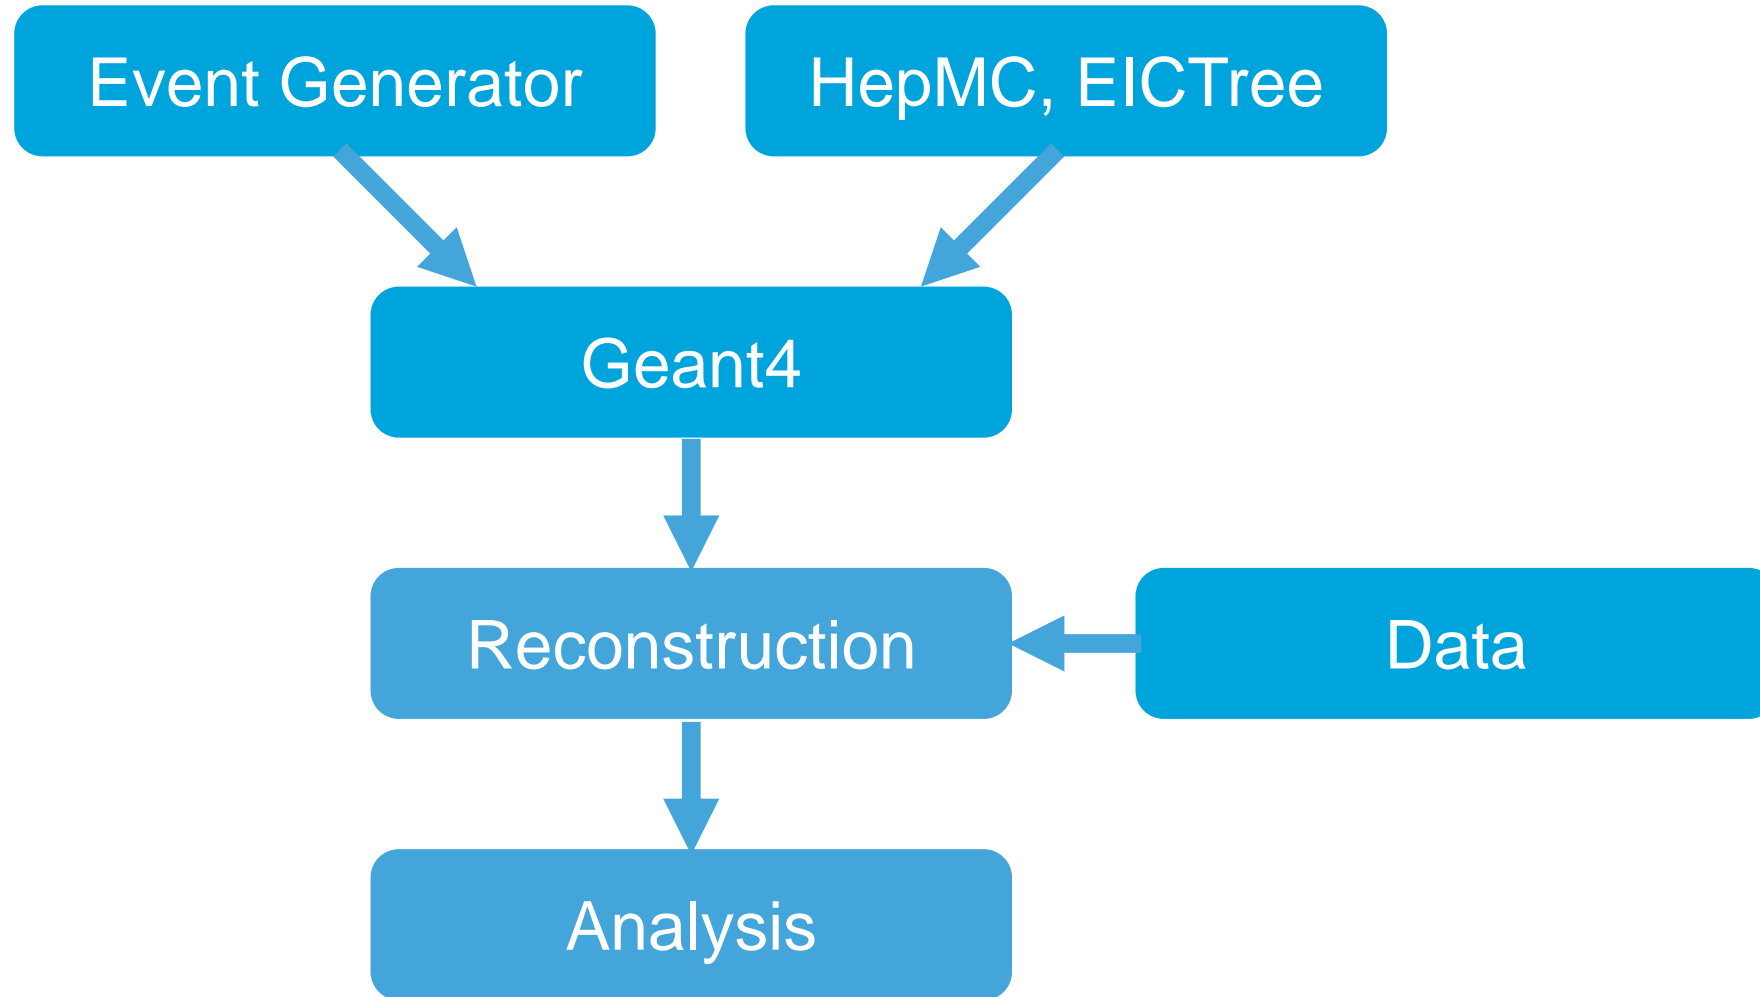 Event Generator
HepMC, EICTree
Geant4
Reconstruction
Data
Analysis